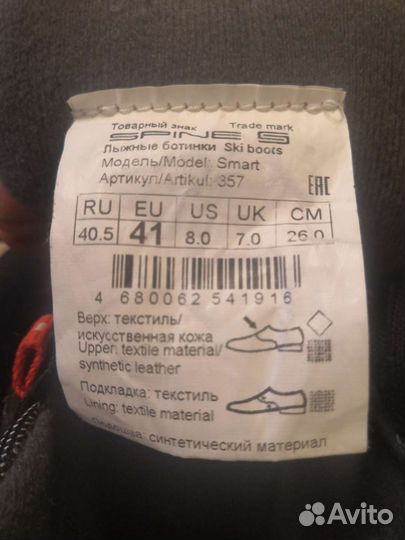 Товарный знак Trade mark
SPINE S
Лыжные ботинки Ski boots
Модель/Model: Smart
Артикул/Artikul: 357
EAC
RU EU US UK CM
40.5 41 8.0 7.0 26.0
4 680062 541916
Верх: текстиль/
искусственная кожа
Upper: textile material/
synthetic leather
Подкладка: текстиль
Lining: textile material
Подошва: синтетический материал
Avito